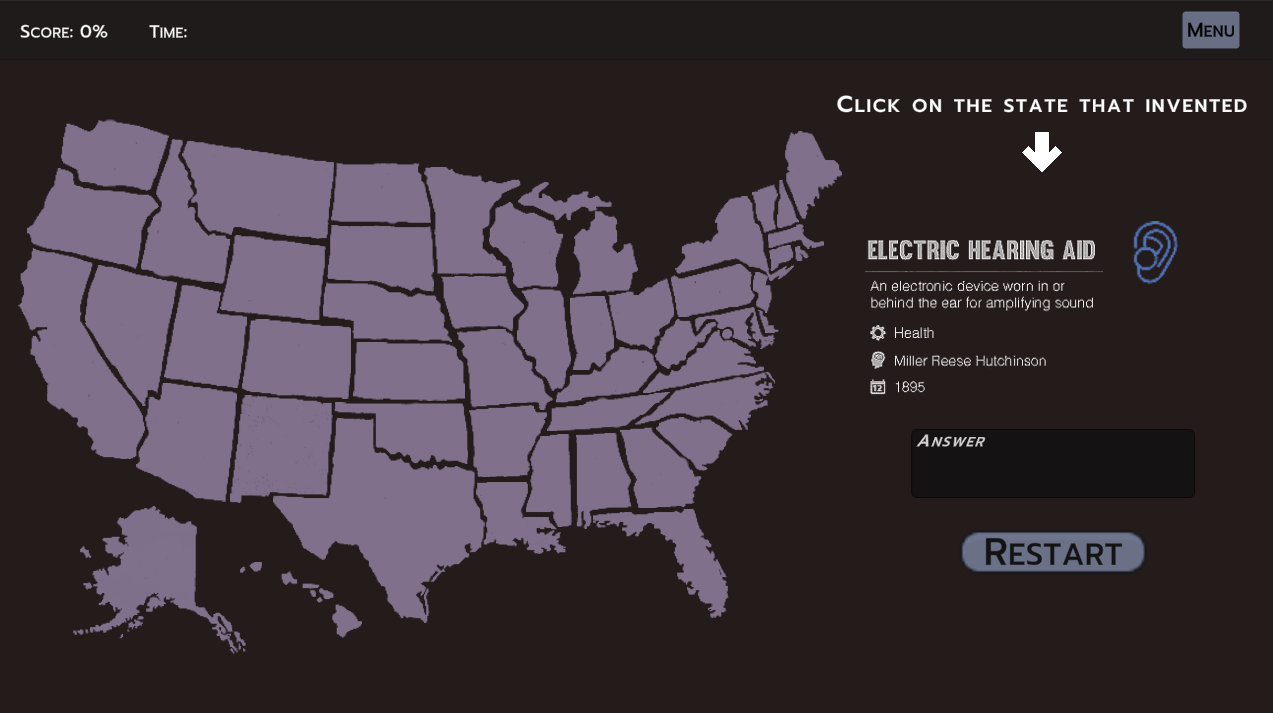 Score: 0%
Time:
Menu
Click on the state that invented
ELECTRIC HEARING AID
An electronic device worn in or
behind the ear for amplifying sound
Health
Miller Reese Hutchinson
12
1895
Answer
Restart